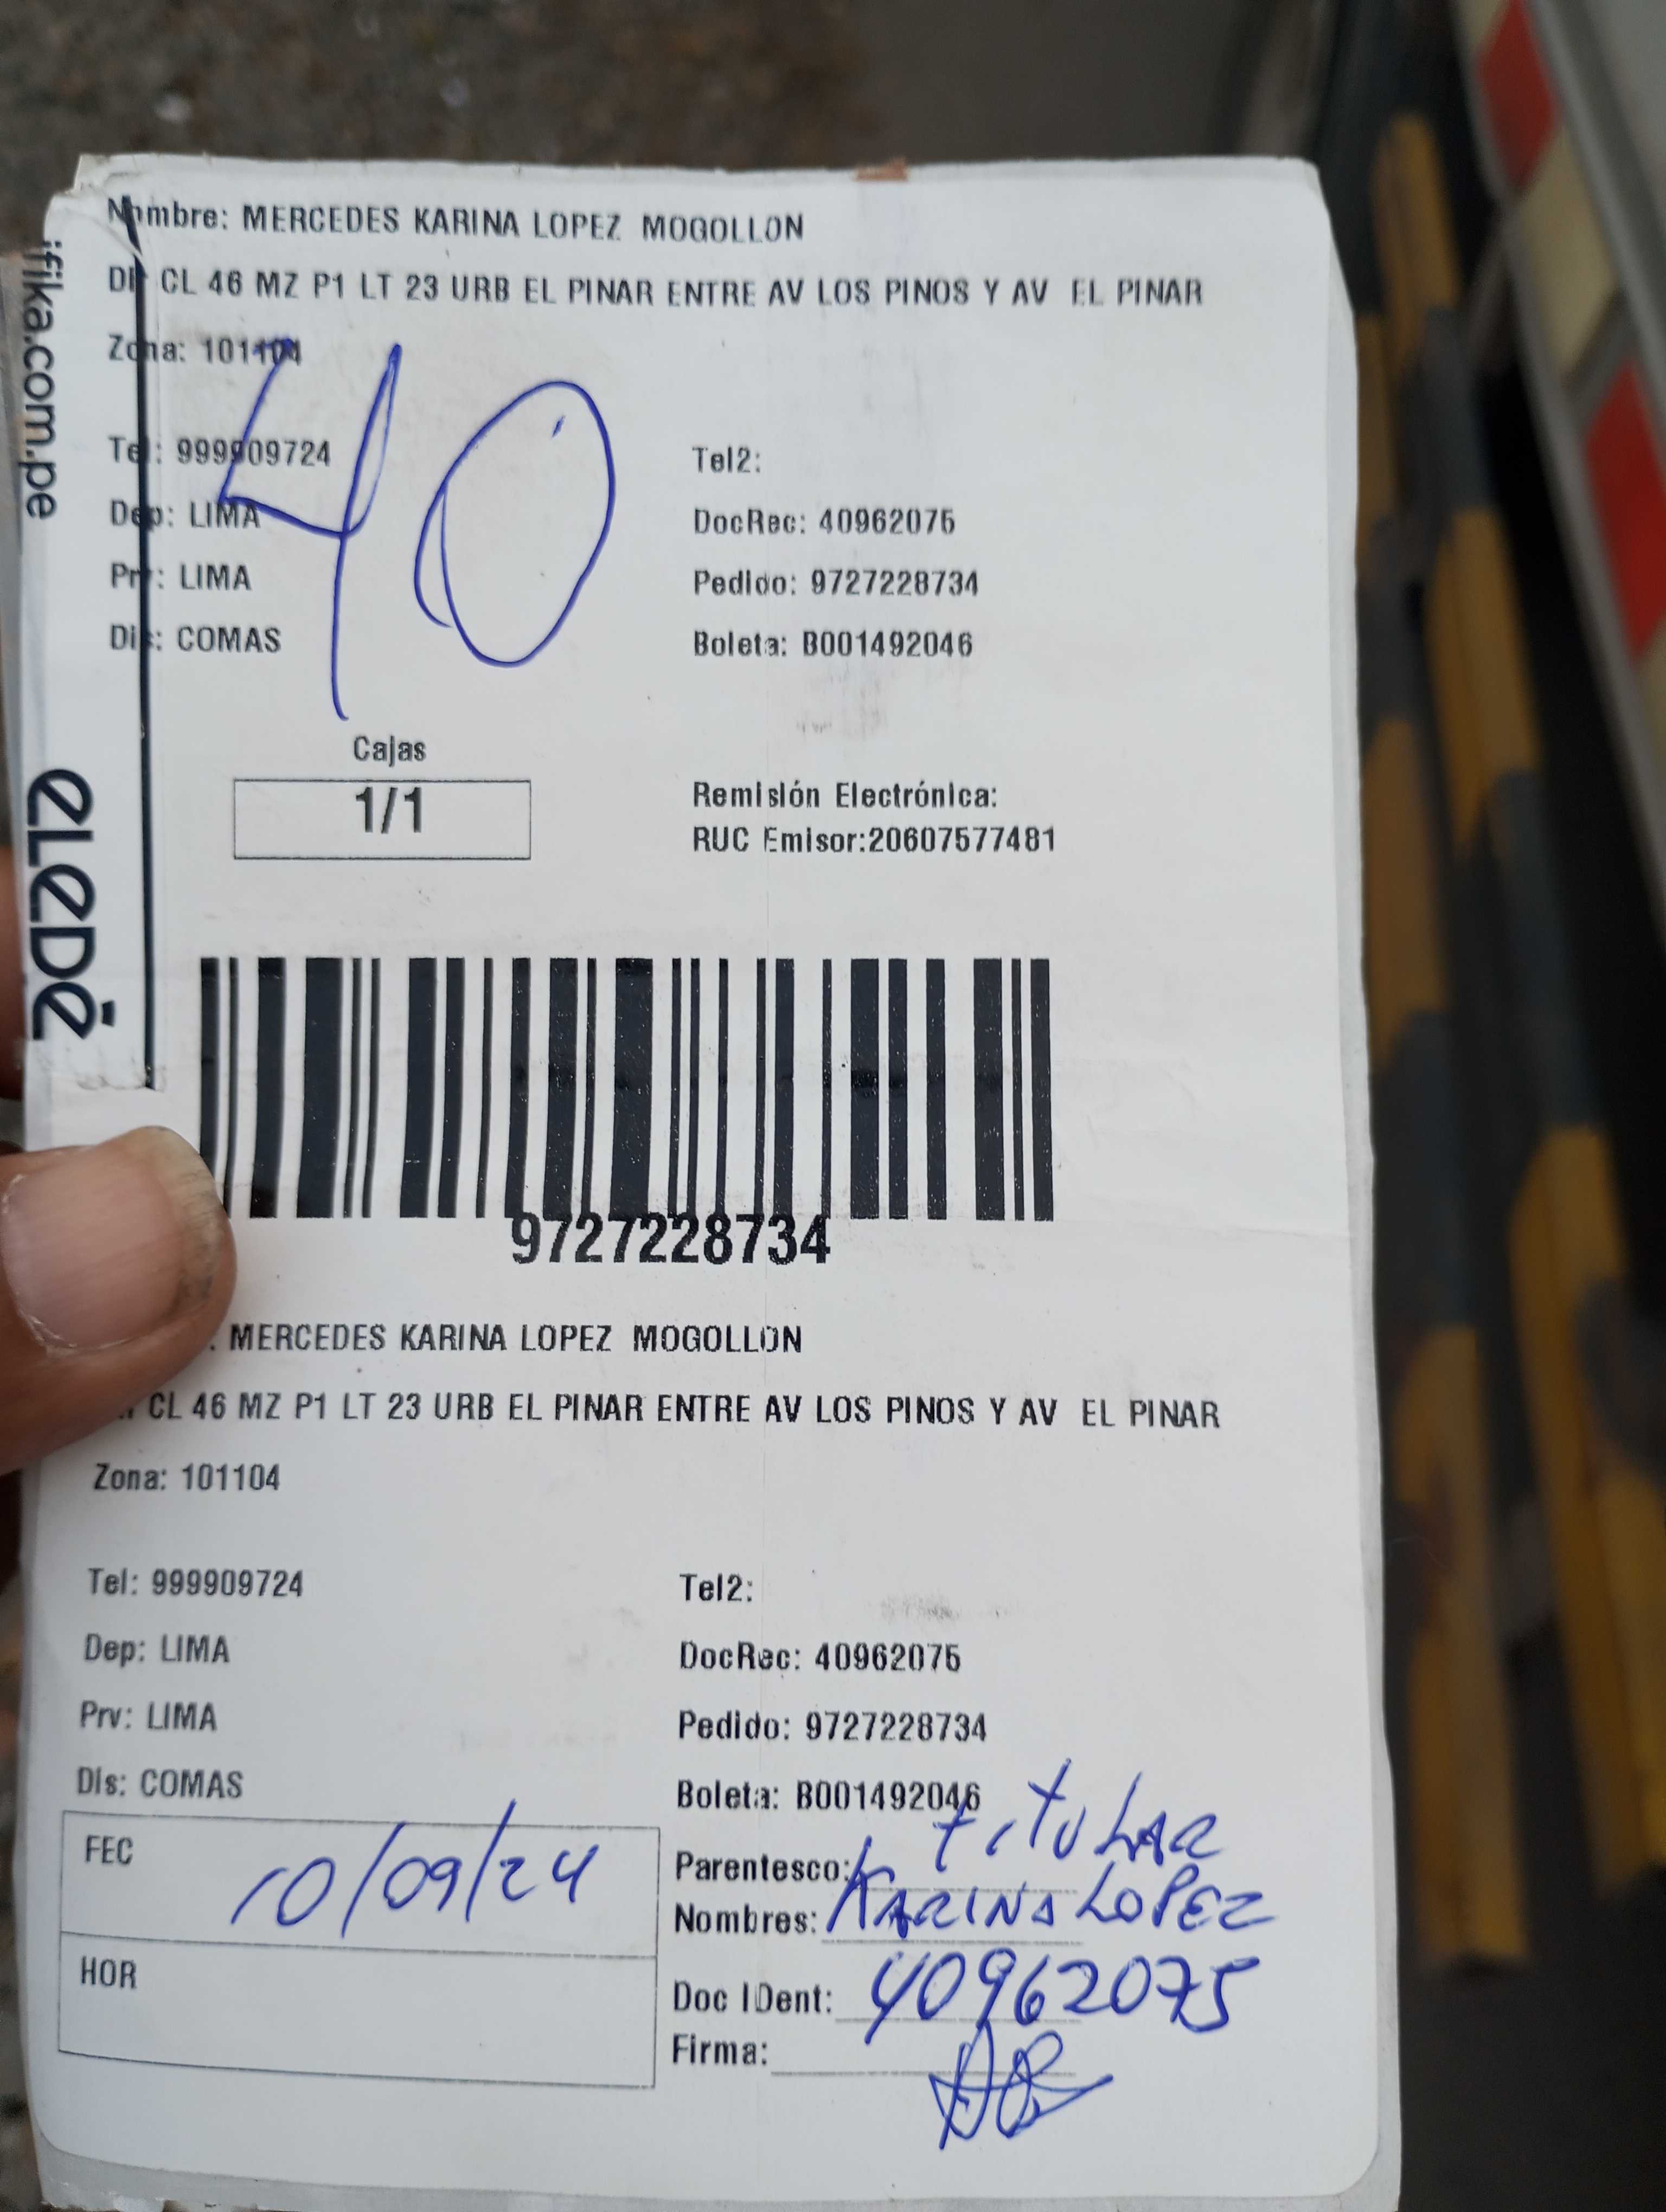 Nombre: MERCEDES KARINA LOPEZ MOGOLLON
Dir CL 46 MZ P1 LT 23 URB EL PINAR ENTRE AV LOS PINOS Y AV EL PINAR
Zona: 101104
40
Tel: 999909724
Tel2:
Dep: LIMA
DocRec: 40962075
Prv: LIMA
Pedido: 9727228734
Dis: COMAS
Boleta: B001492046
Cajas
1/1
Remisión Electrónica:
RUC Emisor:20607577481
ifika.com.pe
9727228734
MERCEDES KARINA LOPEZ MOGOLLON
CL 46 MZ P1 LT 23 URB EL PINAR ENTRE AV LOS PINOS Y AV EL PINAR
Zona: 101104
Tel: 999909724
Tel2:
Dep: LIMA
DocRec: 40962075
Prv: LIMA
Pedido: 9727228734
Dis: COMAS
Boleta: B001492046
FEC 10/09/24
HOR
Parentesco: titULAR
Nombres: KARINA LOPEZ
Doc IDent: 40962075
Firma: